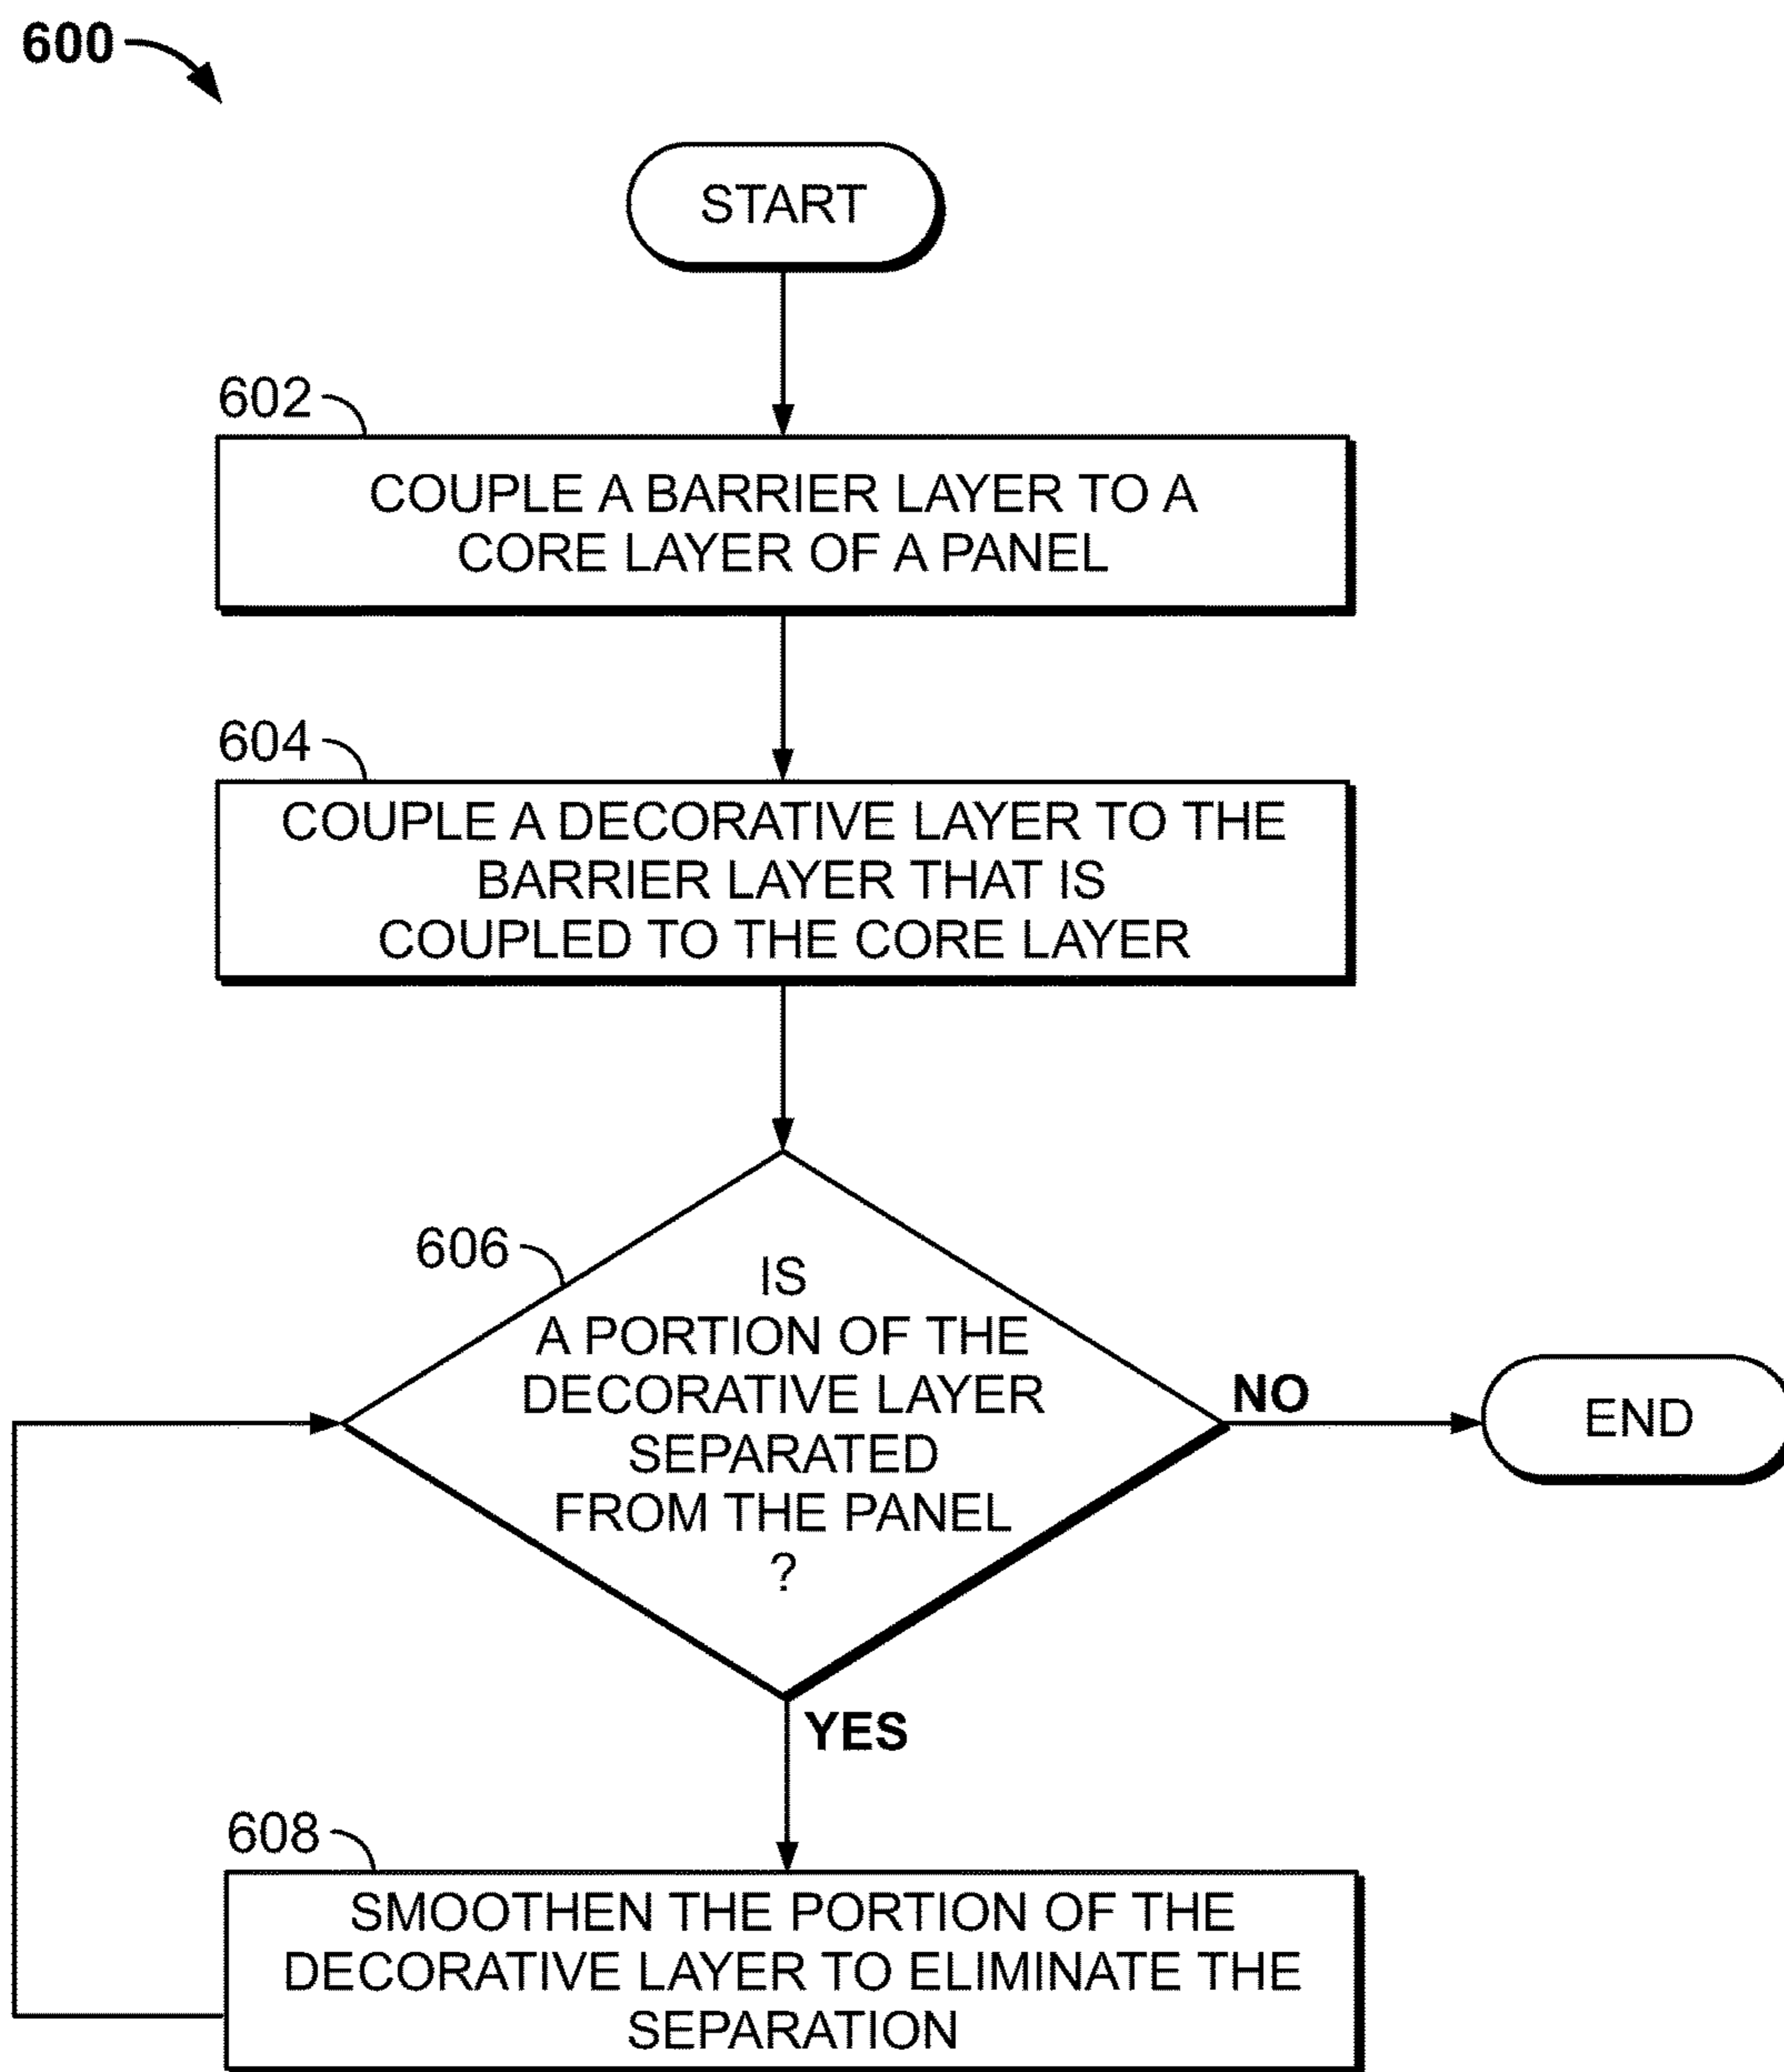 600
START
602
COUPLE A BARRIER LAYER TO A
CORE LAYER OF A PANEL
604
COUPLE A DECORATIVE LAYER TO THE
BARRIER LAYER THAT IS
COUPLED TO THE CORE LAYER
606
IS
A PORTION OF THE
DECORATIVE LAYER
SEPARATED
FROM THE PANEL
?
NO
END
YES
608
SMOOTHEN THE PORTION OF THE
DECORATIVE LAYER TO ELIMINATE THE
SEPARATION